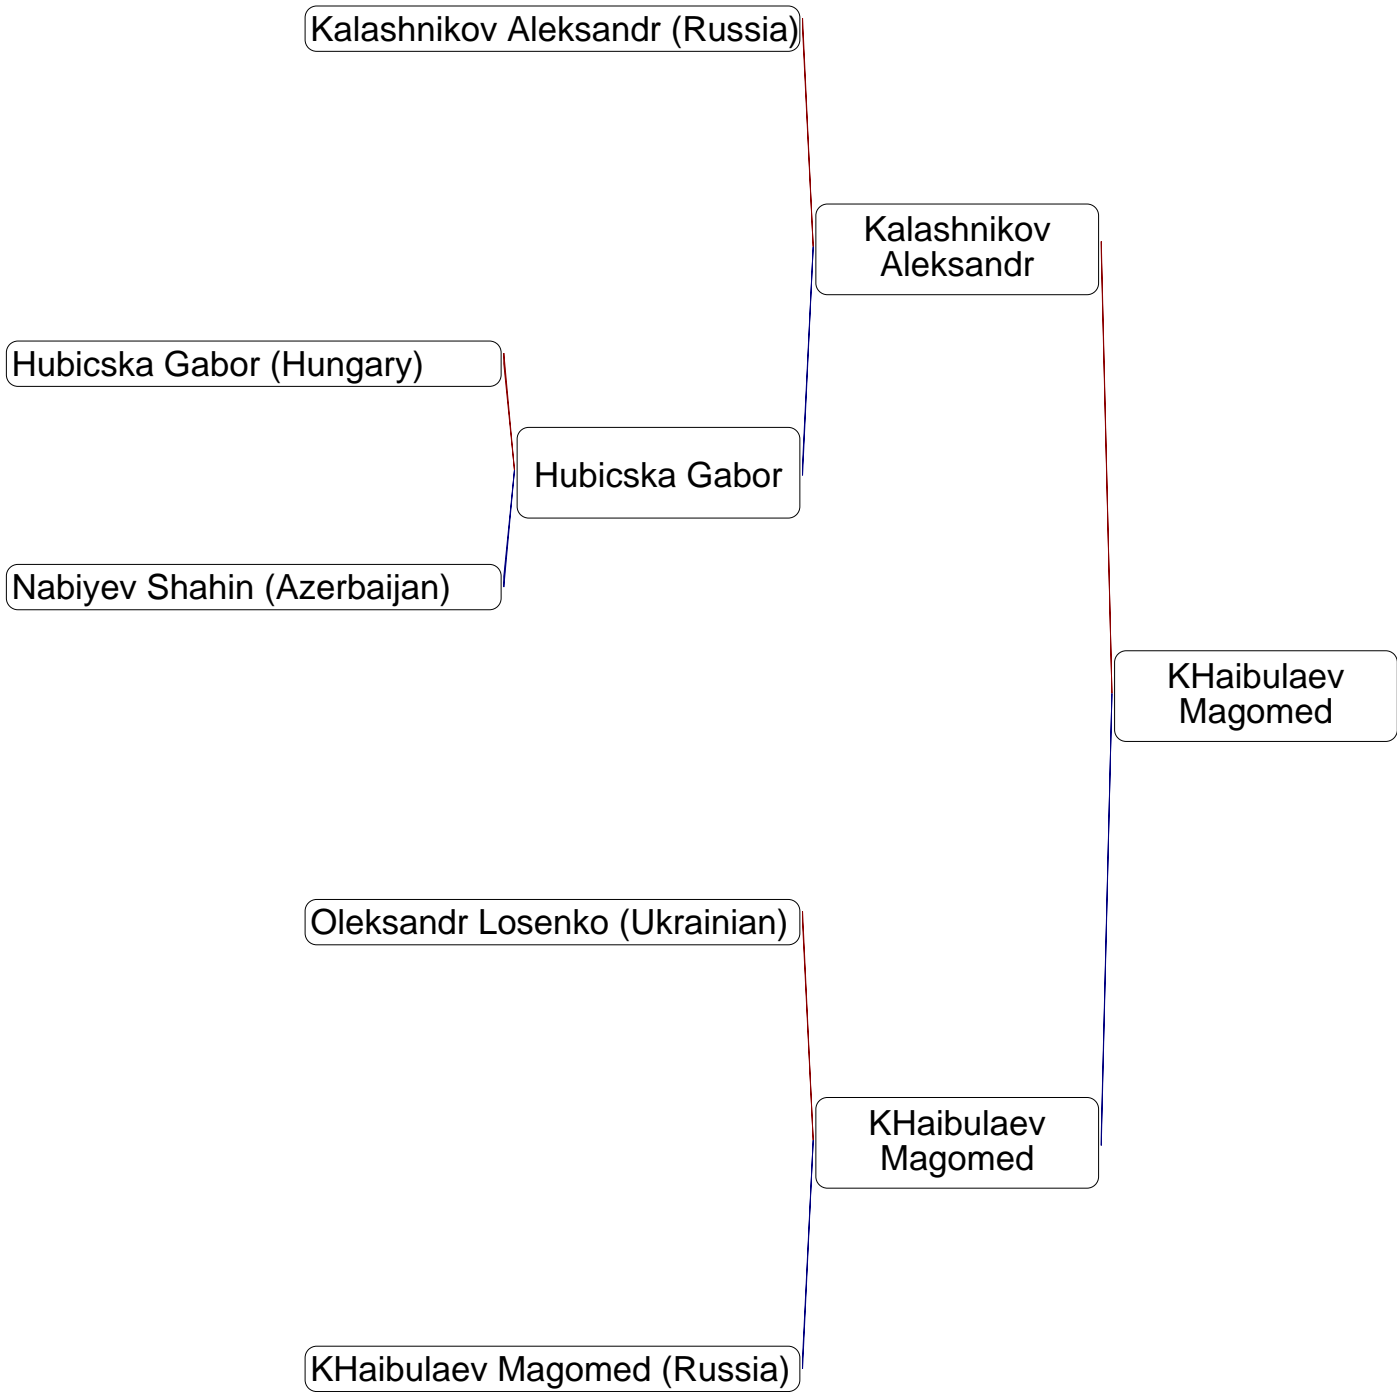 Kalashnikov Aleksandr (Russia)
Kalashnikov
Aleksandr
Hubicska Gabor (Hungary)
Hubicska Gabor
Nabiyev Shahin (Azerbaijan)
KHaibulaev
Magomed
Oleksandr Losenko (Ukrainian)
KHaibulaev
Magomed
KHaibulaev Magomed (Russia)